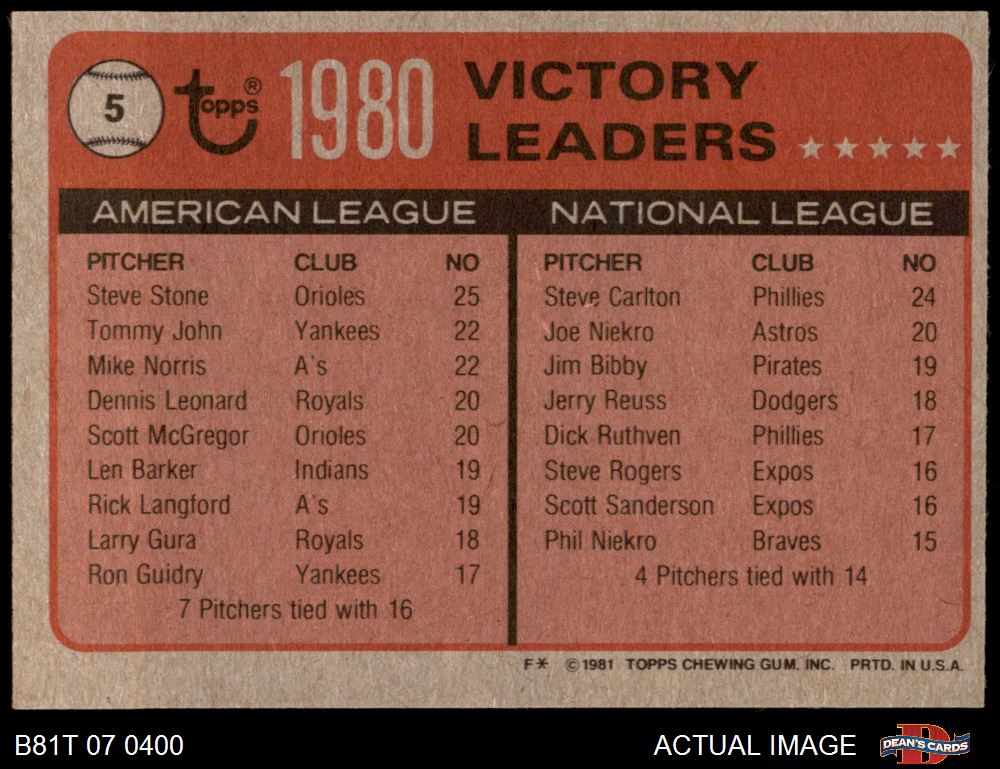 5 topps ® 1980 VICTORY LEADERS
AMERICAN LEAGUE
PITCHER CLUB NO
Steve Stone Orioles 25
Tommy John Yankees 22
Mike Norris A's 22
Dennis Leonard Royals 20
Scott McGregor Orioles 20
Len Barker Indians 19
Rick Langford A's 19
Larry Gura Royals 18
Ron Guidry Yankees 17
7 Pitchers tied with 16
NATIONAL LEAGUE
PITCHER CLUB NO
Steve Carlton Phillies 24
Joe Niekro Astros 20
Jim Bibby Pirates 19
Jerry Reuss Dodgers 18
Dick Ruthven Phillies 17
Steve Rogers Expos 16
Scott Sanderson Expos 16
Phil Niekro Braves 15
4 Pitchers tied with 14
F* © 1981 TOPPS CHEWING GUM, INC. PRTD. IN U.S.A.
B81T 07 0400
ACTUAL IMAGE
D DEAN'S CARDS